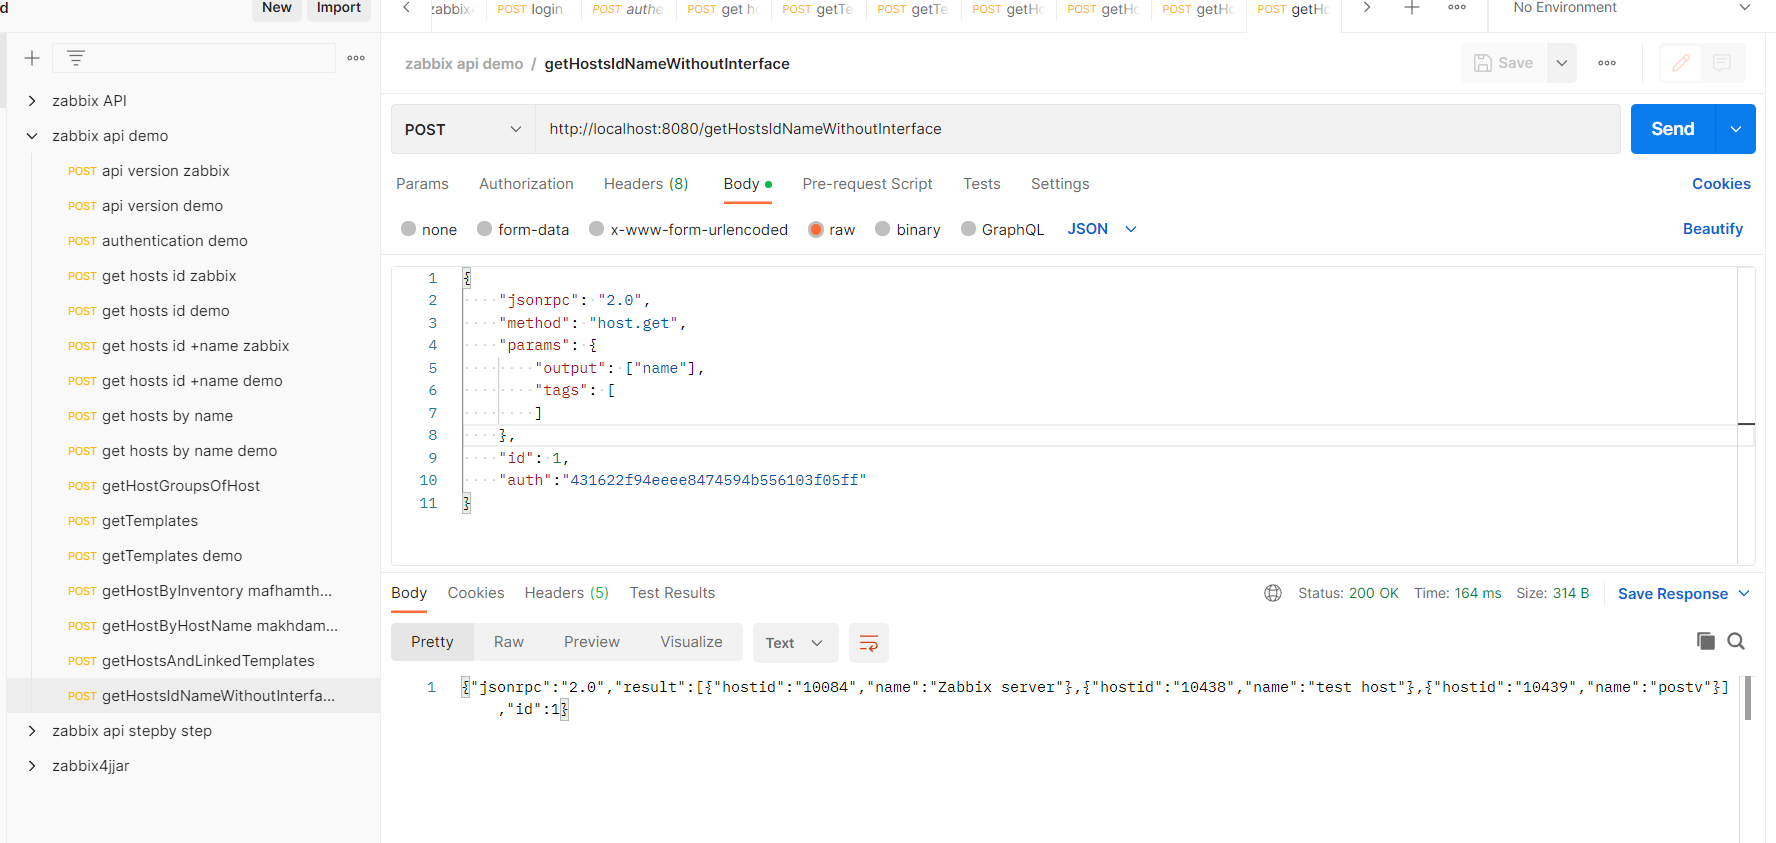 d
New
Import
zabbix API
zabbix api demo
POST api version zabbix
POST api version demo
POST authentication demo
POST get hosts id zabbix
POST get hosts id demo
POST get hosts id +name zabbix
POST get hosts id +name demo
POST get hosts by name
POST get hosts by name demo
POST getHostGroupsOfHost
POST getTemplates
POST getTemplates demo
POST getHostByInventory mafhamth...
POST getHostByHostName makhdam...
POST getHostsAndLinkedTemplates
POST getHostsIdNameWithoutInterfa...
zabbix api stepby step
zabbix4jjar
zabbix POST login POST authe POST get h POST getTe POST getTe POST getHo POST getHo POST getHo POST getHo No Environment
zabbix api demo / getHostsIdNameWithoutInterface
Save
POST http://localhost:8080/getHostsIdNameWithoutInterface Send
Params Authorization Headers (8) Body Pre-request Script Tests Settings Cookies
none form-data x-www-form-urlencoded raw binary GraphQL JSON Beautify
1 {
2 "jsonrpc": "2.0",
3 "method": "host.get",
4 "params": {
5 "output": ["name"],
6 "tags": [
7 ]
8 },
9 "id": 1,
10 "auth":"431622f94eeee8474594b556103f05ff"
11 }
Body Cookies Headers (5) Test Results Status: 200 OK Time: 164 ms Size: 314 B Save Response
Pretty Raw Preview Visualize Text
1 {"jsonrpc":"2.0","result":[{"hostid":"10084","name":"Zabbix server"},{"hostid":"10438","name":"test host"},{"hostid":"10439","name":"postv"}]
,"id":1}